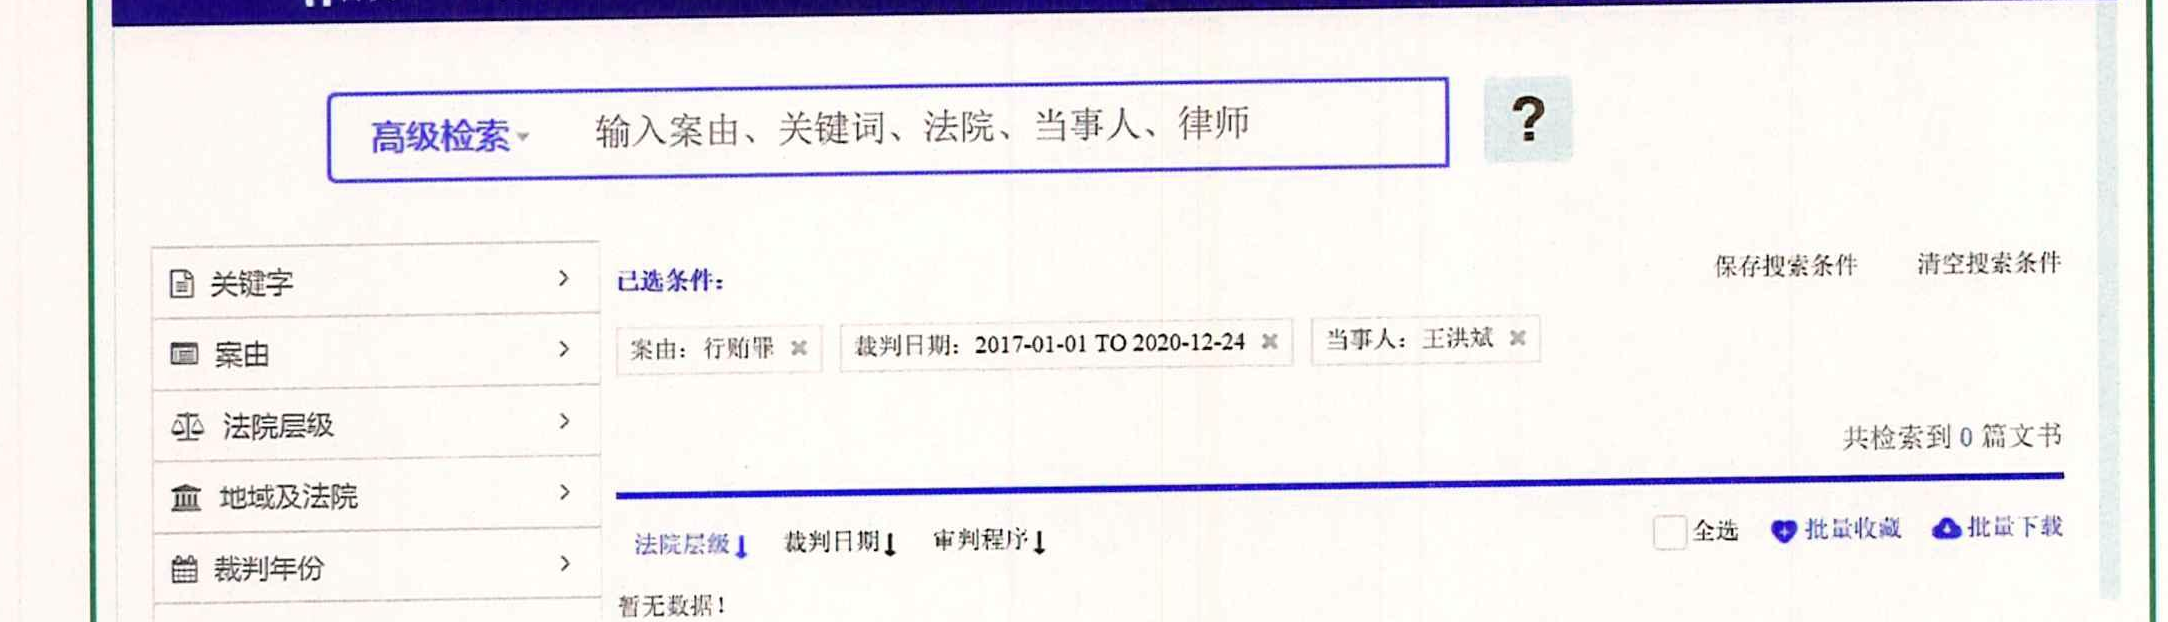 高级检索
输入案由、关键词、法院、当事人、律师
?
关键字
案由
法院层级
地域及法院
裁判年份
已选条件:
保存搜索条件 清空搜索条件
案由: 行贿罪 × 裁判日期: 2017-01-01 TO 2020-12-24 × 当事人: 王洪斌 ×
共检索到 0 篇文书
法院层级 裁判日期 审判程序
全选 批量收藏 批量下载
暂无数据!